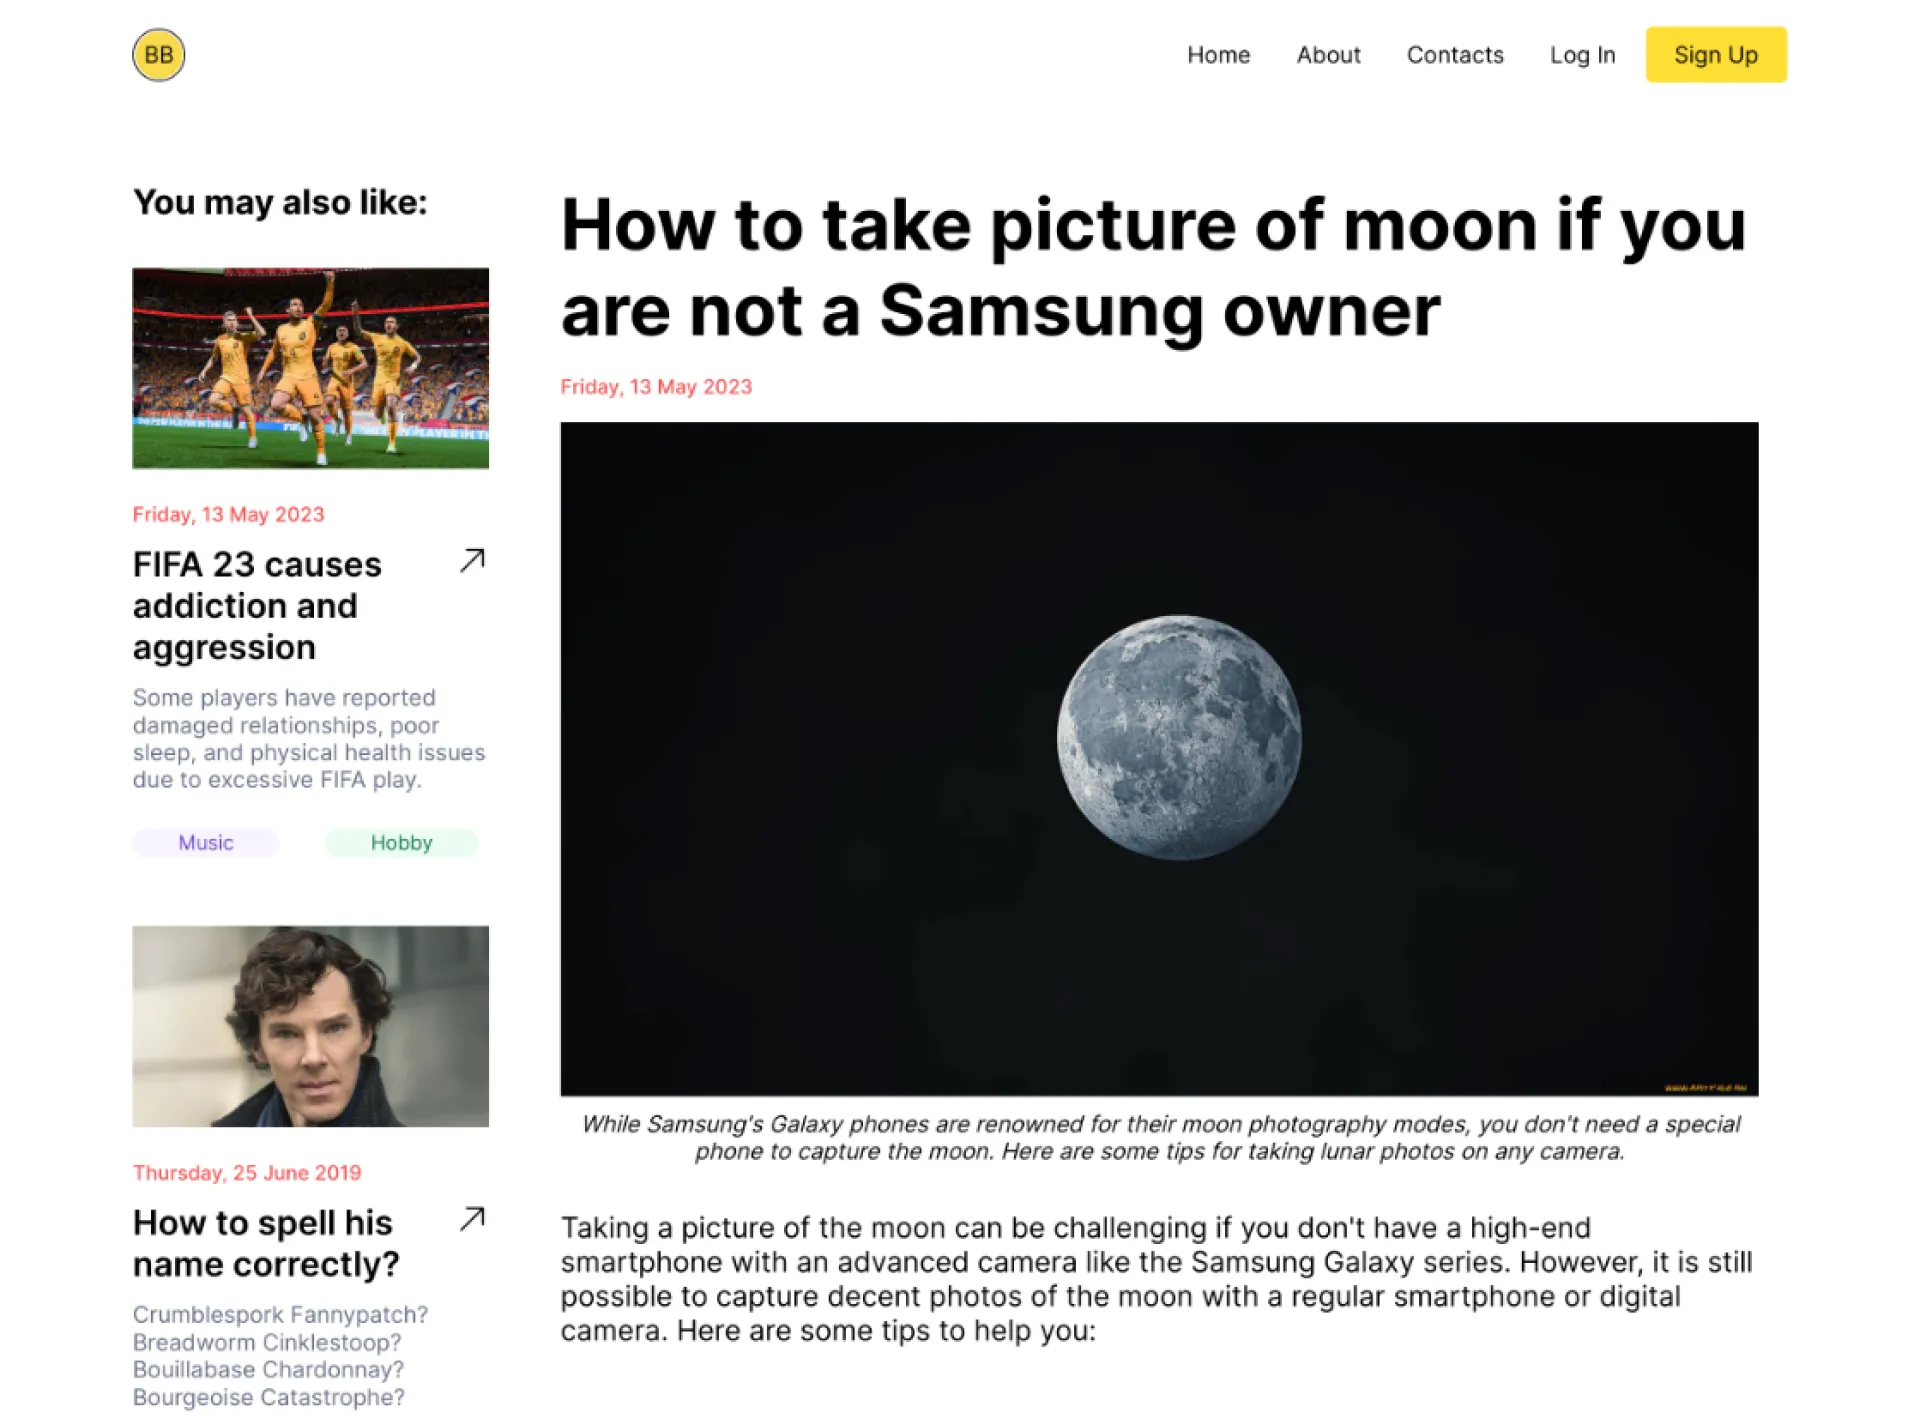 BB
Home
About
Contacts
Log In
Sign Up
You may also like:
Friday, 13 May 2023
FIFA 23 causes
addiction and
aggression
Some players have reported
damaged relationships, poor
sleep, and physical health issues
due to excessive FIFA play.
Music
Hobby
Thursday, 25 June 2019
How to spell his
name correctly?
Crumblespork Fannypatch?
Breadworm Cinklestoop?
Bouillabase Chardonnay?
Bourgeoise Catastrophe?
How to take picture of moon if you
are not a Samsung owner
Friday, 13 May 2023
While Samsung's Galaxy phones are renowned for their moon photography modes, you don't need a special
phone to capture the moon. Here are some tips for taking lunar photos on any camera.
Taking a picture of the moon can be challenging if you don't have a high-end
smartphone with an advanced camera like the Samsung Galaxy series. However, it is still
possible to capture decent photos of the moon with a regular smartphone or digital
camera. Here are some tips to help you: